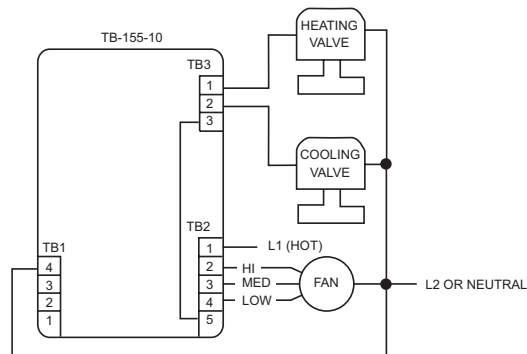 TB-155-10
HEATING
VALVE
TB3
1
2
3
COOLING
VALVE
TB2
1
2
3
4
5
L1 (HOT)
HI
MED
LOW
FAN
L2 OR NEUTRAL
TB1
4
3
2
1